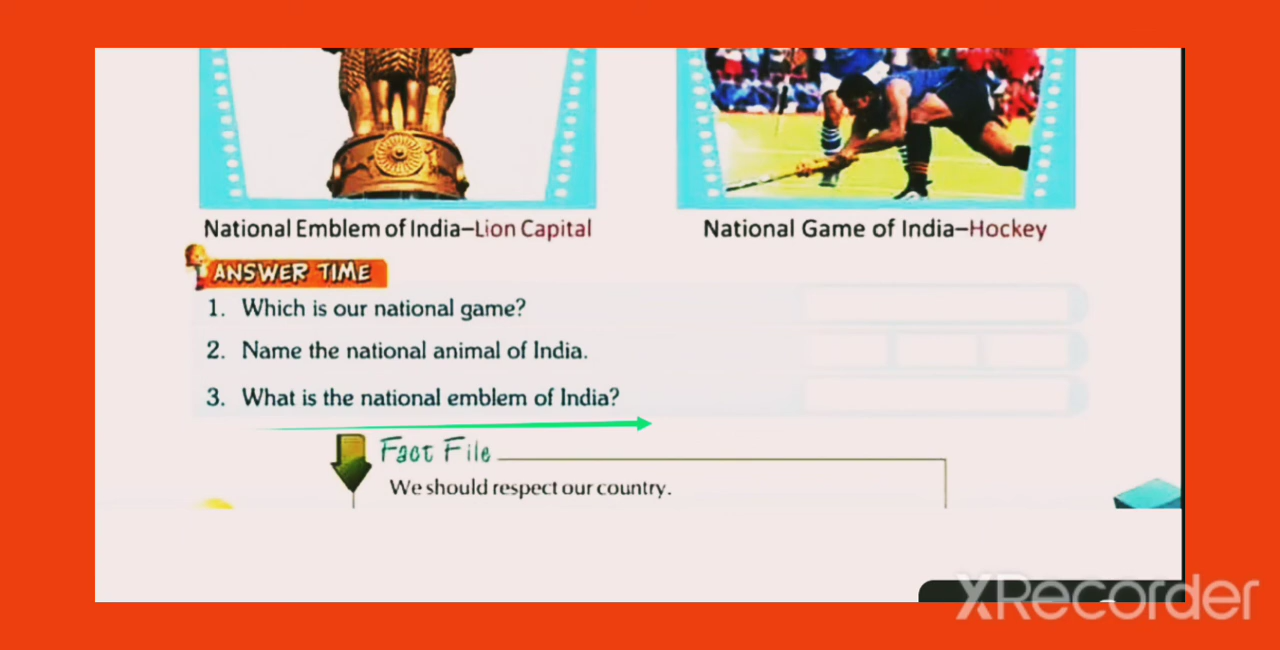 National Emblem of India–Lion Capital
National Game of India–Hockey
ANSWER TIME
1. Which is our national game?
2. Name the national animal of India.
3. What is the national emblem of India?
Fact File
We should respect our country.
XRecorder